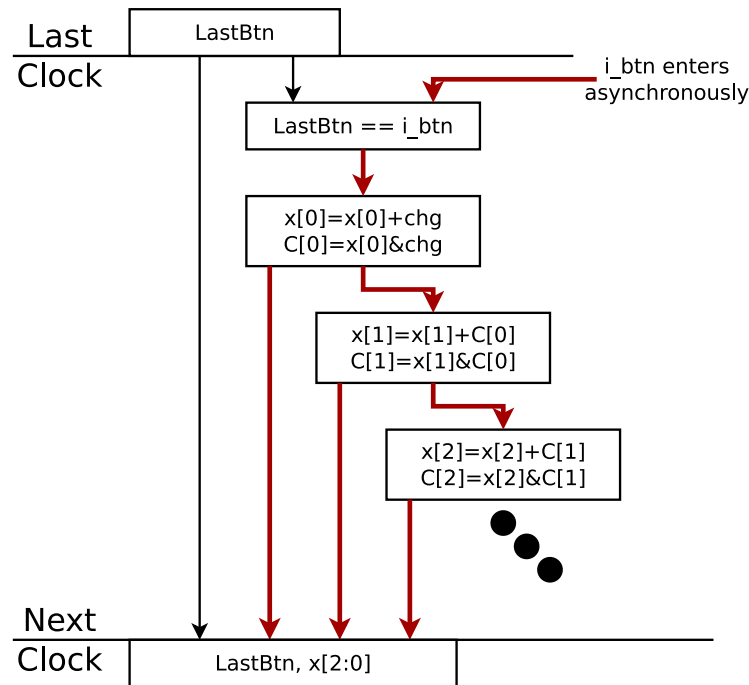 Last
Clock
LastBtn
i_btn enters
asynchronously
LastBtn == i_btn
x[0]=x[0]+chg
C[0]=x[0]&chg
x[1]=x[1]+C[0]
C[1]=x[1]&C[0]
x[2]=x[2]+C[1]
C[2]=x[2]&C[1]
Next
Clock
LastBtn, x[2:0]